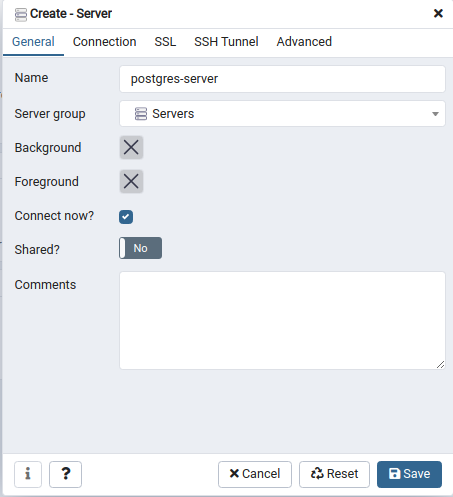 Create - Server
General Connection SSL SSH Tunnel Advanced
Name postgres-server
Server group Servers
Background
Foreground
Connect now?
Shared? No
Comments
i ? Cancel Reset Save